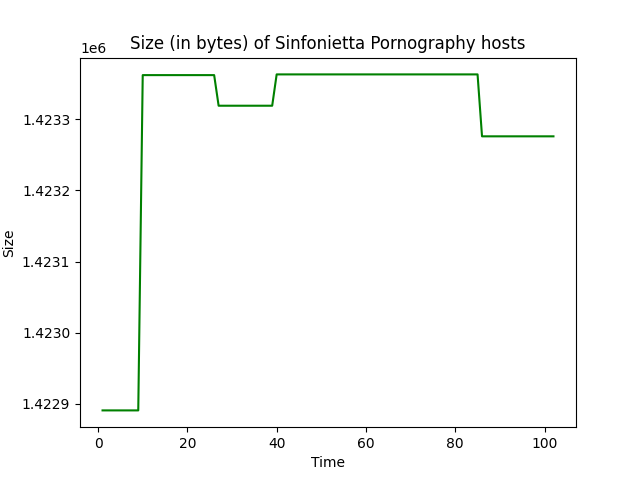 Size (in bytes) of Sinfonietta Pornography hosts
1e6
1.4233
1.4232
1.4231
1.4230
1.4229
Size
0 20 40 60 80 100
Time